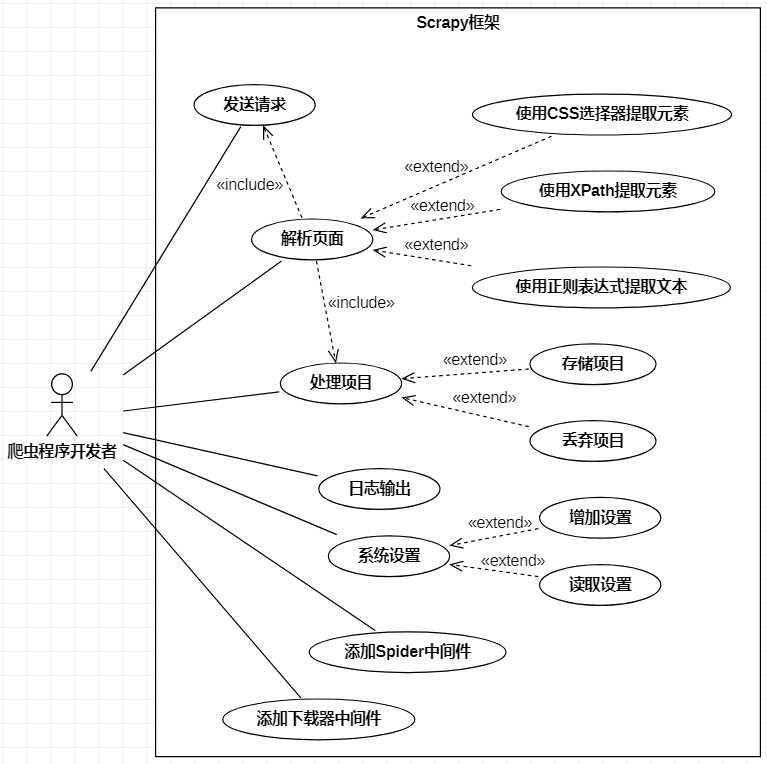 Scrapy框架
发送请求
使用CSS选择器提取元素
«extend»
«include»
使用XPath提取元素
«extend»
解析页面
«extend»
使用正则表达式提取文本
«include»
«extend»
存储项目
处理项目
«extend»
丢弃项目
爬虫程序开发者
日志输出
增加设置
«extend»
系统设置
«extend»
读取设置
添加Spider中间件
添加下载器中间件